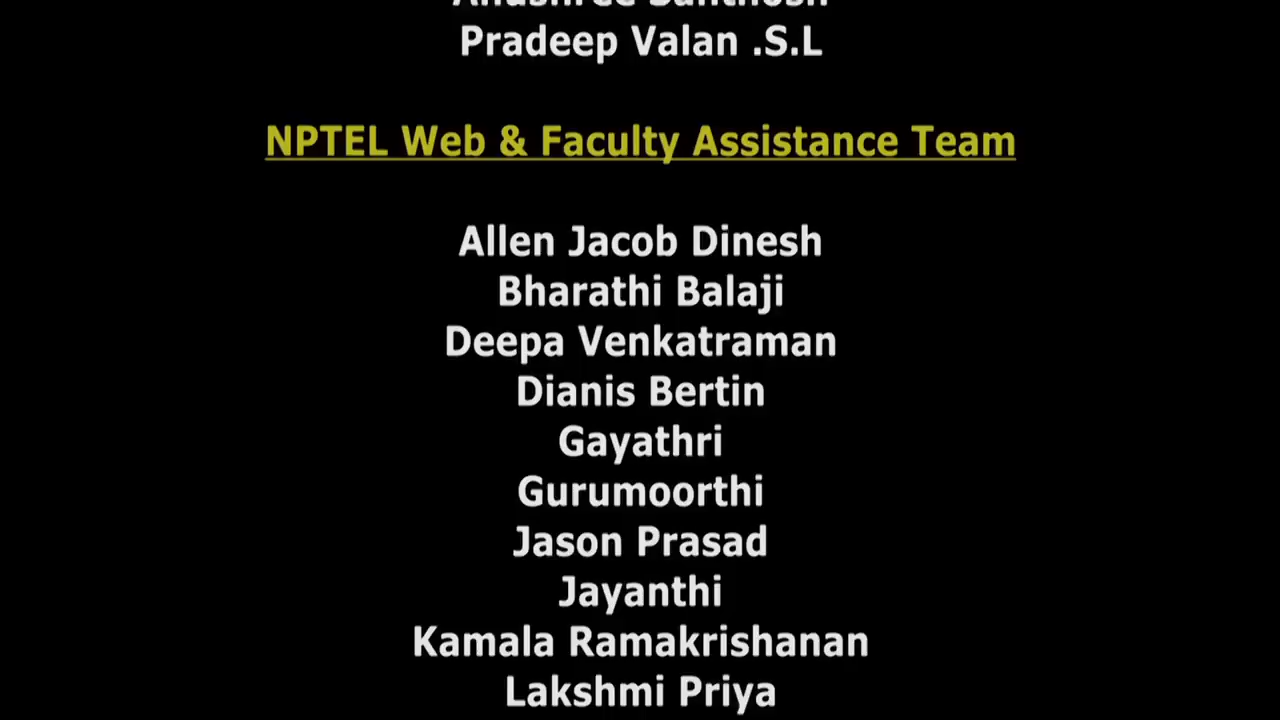 Pradeep Valan .S.L
NPTEL Web & Faculty Assistance Team
Allen Jacob Dinesh
Bharathi Balaji
Deepa Venkatraman
Dianis Bertin
Gayathri
Gurumoorthi
Jason Prasad
Jayanthi
Kamala Ramakrishanan
Lakshmi Priya